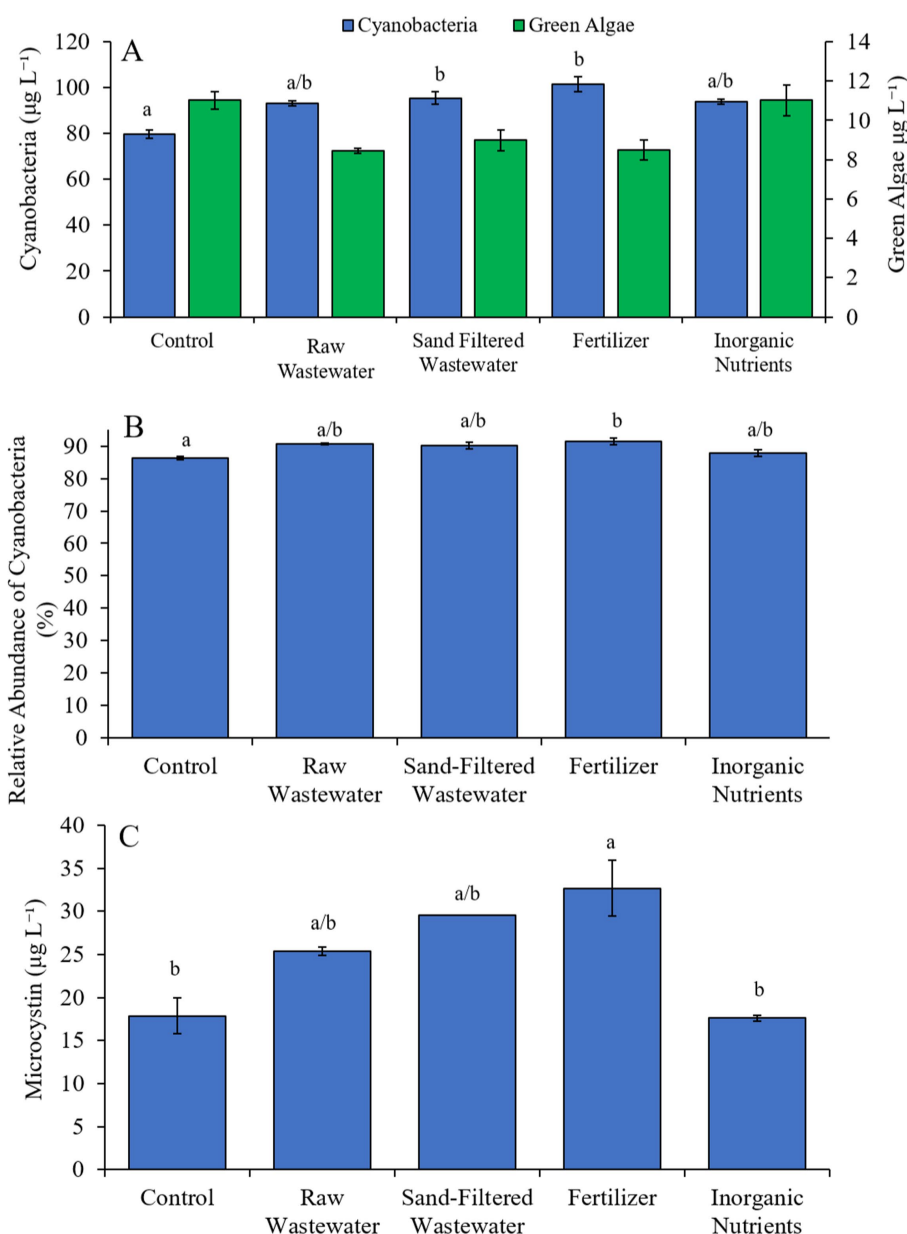 Cyanobacteria Green Algae
A
Cyanobacteria (µg L⁻¹)
120
100
80
60
40
20
0
a
a/b
b
b
a/b
14
12
10
8
6
4
2
0
Green Algae µg L⁻¹)
Control
Raw
Wastewater
Sand Filtered
Wastewater
Fertilizer
Inorganic
Nutrients
B
Relative Abundance of Cyanobacteria
(%)
90
80
70
60
50
40
30
20
10
0
a
a/b
a/b
b
a/b
Control
Raw
Wastewater
Sand-Filtered
Wastewater
Fertilizer
Inorganic
Nutrients
C
Microcystin (µg L⁻¹)
40
35
30
25
20
15
10
5
0
b
a/b
a/b
a
b
Control
Raw
Wastewater
Sand-Filtered
Wastewater
Fertilizer
Inorganic
Nutrients